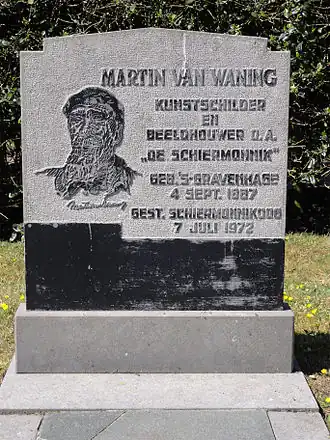 MARTIN VAN WANING
KUNSTSCHILDER
EN
BEELDHOUWER O.A.
„DE SCHIERMONNIK"
GEB. 'S-GRAVENHAGE
4 SEPT. 1887
GEST. SCHIERMONNIKOOG
7 JULI 1972